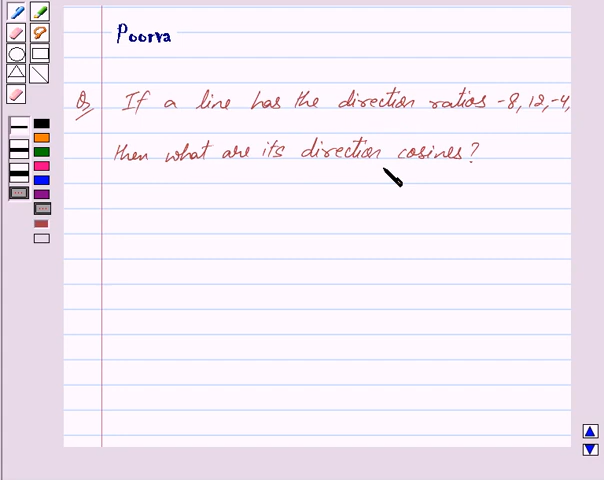 Poorva
Q If a line has the direction ratios -8, 12, -4,
then what are its direction cosines?